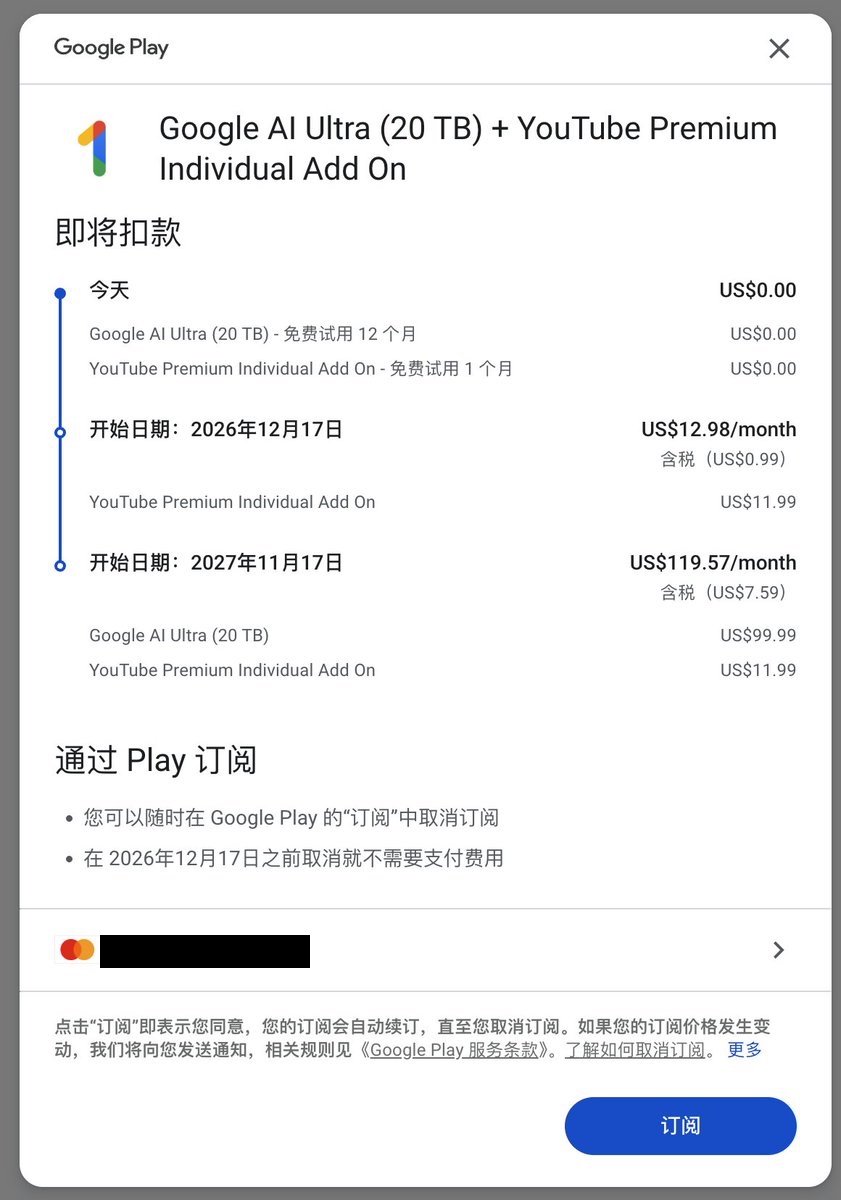 Google Play
Google AI Ultra (20 TB) + YouTube Premium
Individual Add On
即将扣款
今天 US$0.00
Google AI Ultra (20 TB) - 免费试用 12 个月 US$0.00
YouTube Premium Individual Add On - 免费试用 1 个月 US$0.00
开始日期：2026年12月17日 US$12.98/month
含税（US$0.99）
YouTube Premium Individual Add On US$11.99
开始日期：2027年11月17日 US$119.57/month
含税（US$7.59）
Google AI Ultra (20 TB) US$99.99
YouTube Premium Individual Add On US$11.99
通过 Play 订阅
• 您可以随时在 Google Play 的“订阅”中取消订阅
• 在 2026年12月17日之前取消就不需要支付费用
点击“订阅”即表示您同意，您的订阅会自动续订，直至您取消订阅。如果您的订阅价格发生变
动，我们将向您发送通知，相关规则见《Google Play 服务条款》。了解如何取消订阅。 更多
订阅